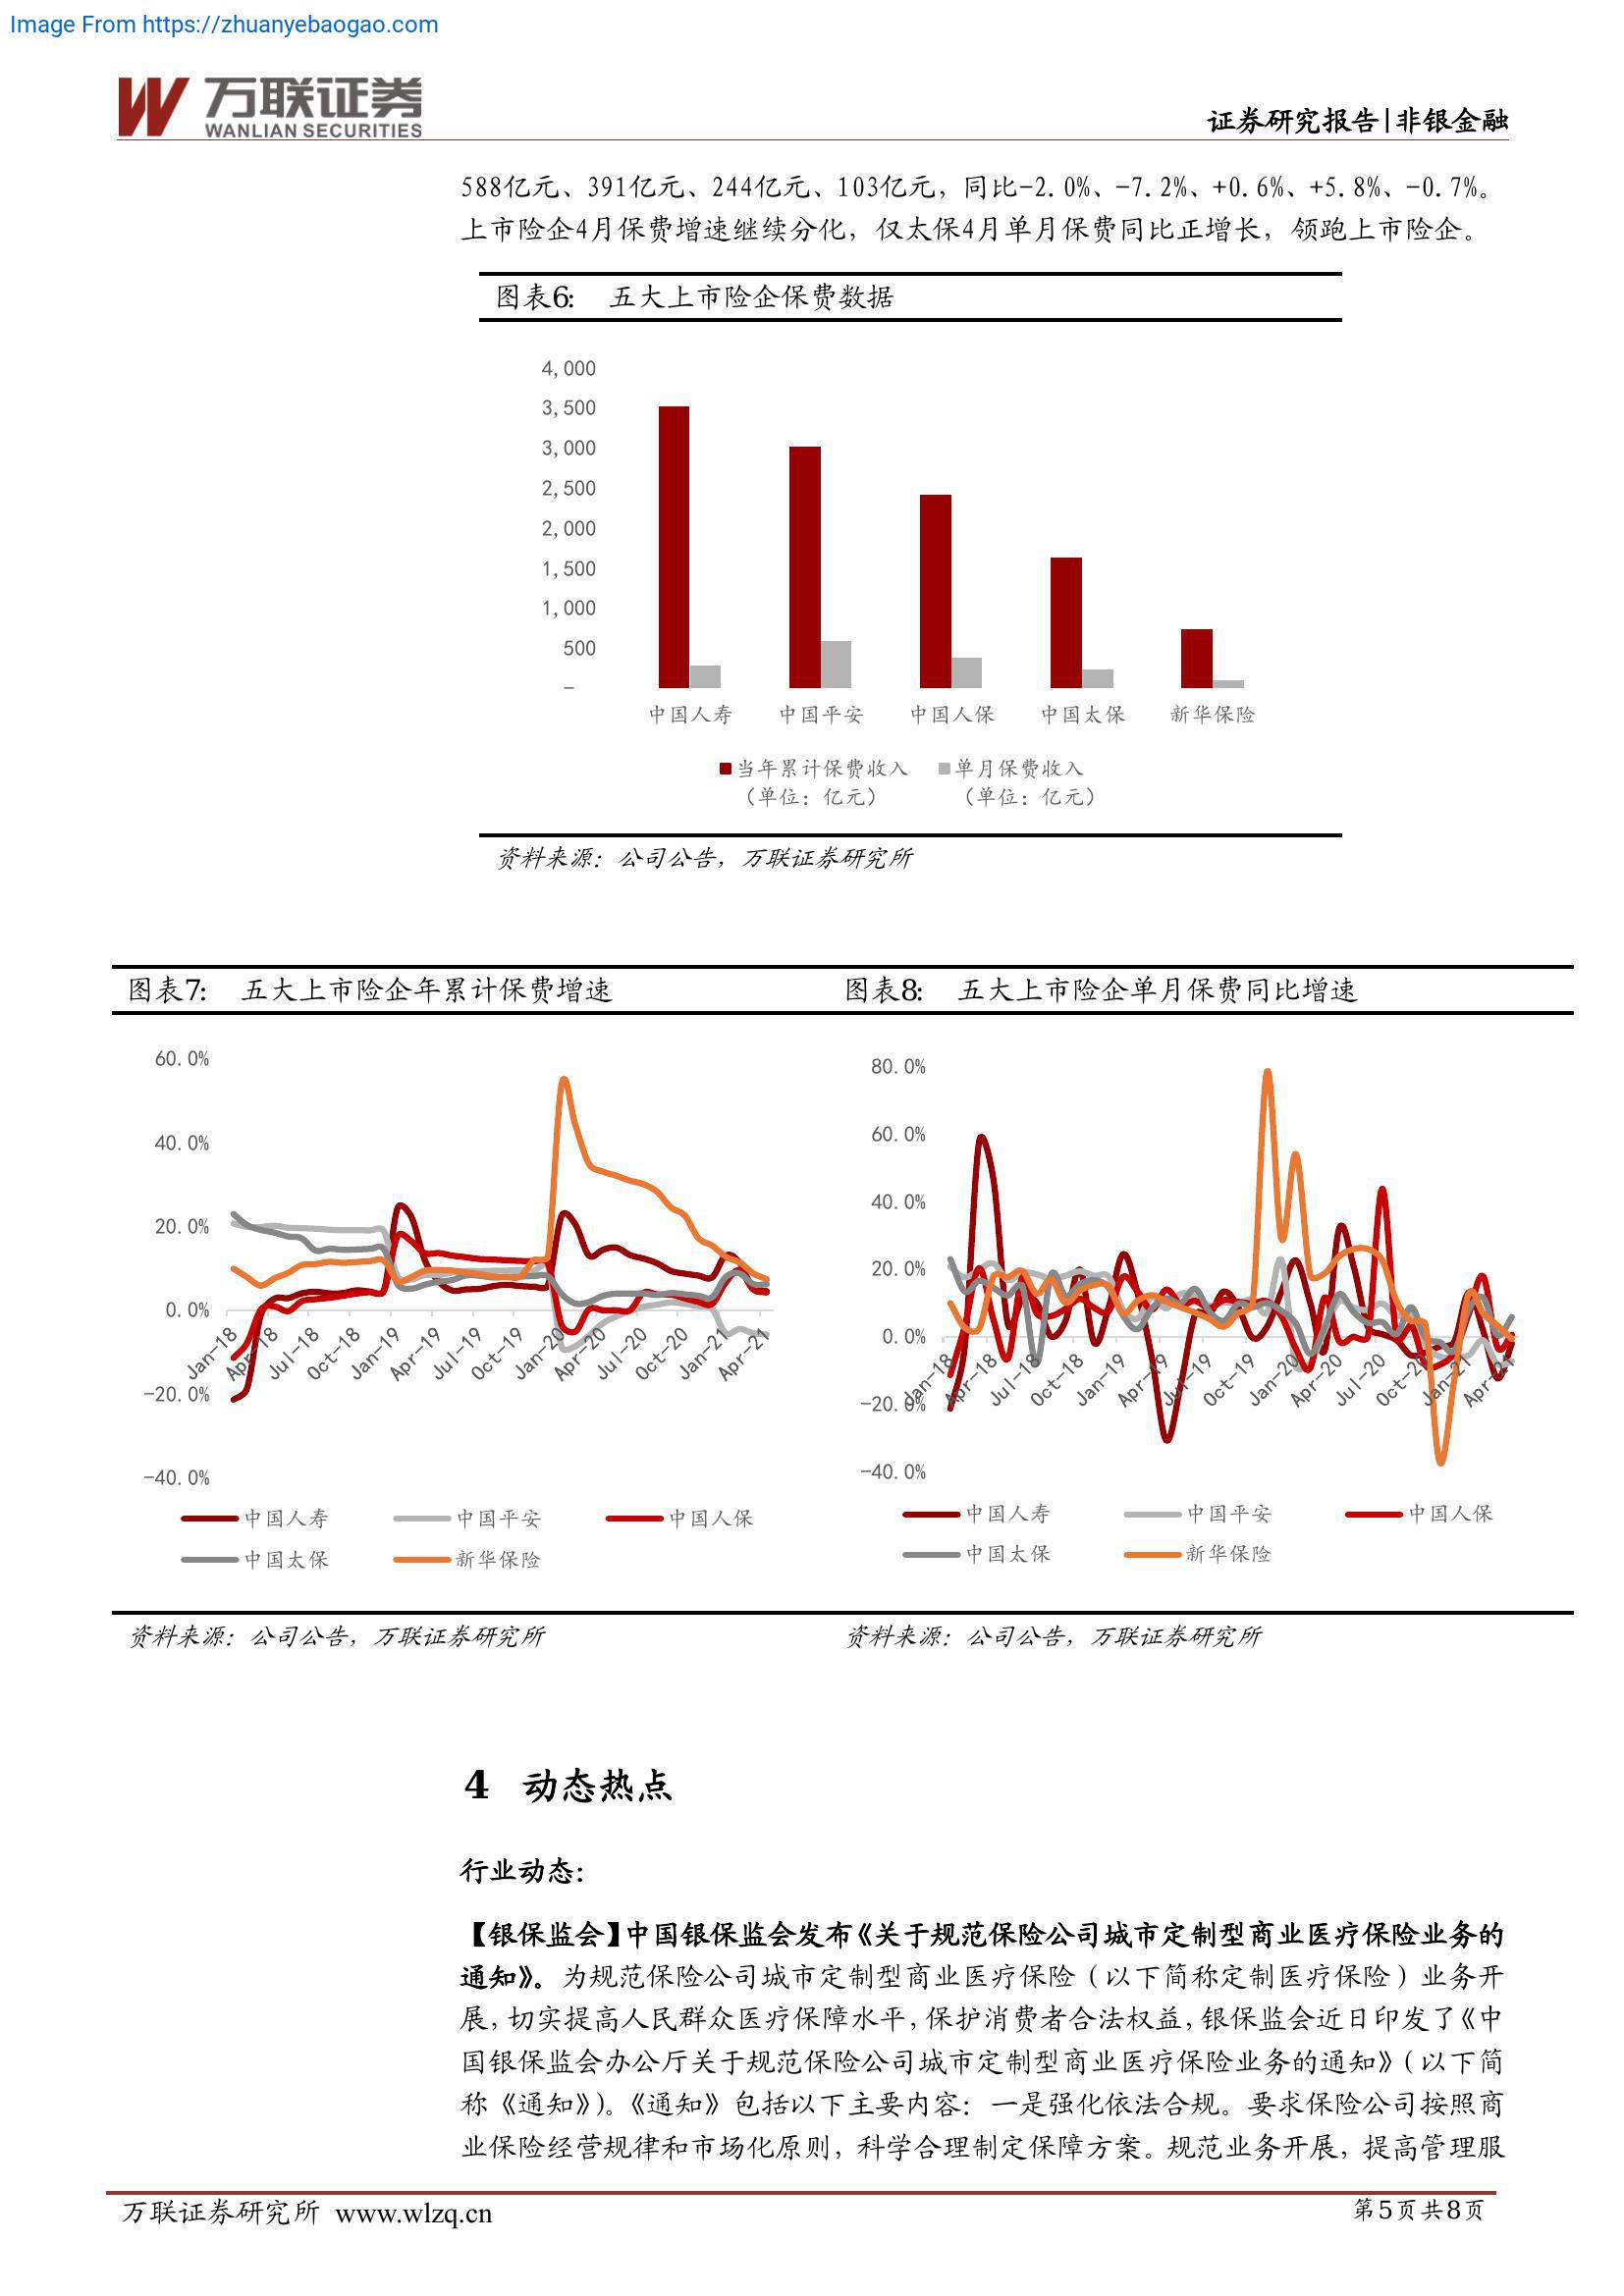 Image From https://zhuanyebaogao.com
万联证券
WANLIAN SECURITIES
证券研究报告|非银金融
588亿元、391亿元、244亿元、103亿元，同比-2.0%、-7.2%、+0.6%、+5.8%、-0.7%。
上市险企4月保费增速继续分化，仅太保4月单月保费同比正增长，领跑上市险企。
图表6: 五大上市险企保费数据
4,000
3,500
3,000
2,500
2,000
1,500
1,000
500
-
中国人寿 中国平安 中国人保 中国太保 新华保险
当年累计保费收入 单月保费收入
（单位：亿元） （单位：亿元）
资料来源：公司公告，万联证券研究所
图表7: 五大上市险企年累计保费增速
60.0%
40.0%
20.0%
0.0%
-20.0%
-40.0%
Jan-18 Apr-18 Jul-18 Oct-18 Jan-19 Apr-19 Jul-19 Oct-19 Jan-20 Apr-20 Jul-20 Oct-20 Jan-21 Apr-21
中国人寿 中国平安 中国人保
中国太保 新华保险
资料来源：公司公告，万联证券研究所
图表8: 五大上市险企单月保费同比增速
80.0%
60.0%
40.0%
20.0%
0.0%
-20.0%
-40.0%
Jan-18 Apr-18 Jul-18 Oct-18 Jan-19 Apr-19 Jul-19 Oct-19 Jan-20 Apr-20 Jul-20 Oct-20 Jan-21 Apr-21
中国人寿 中国平安 中国人保
中国太保 新华保险
资料来源：公司公告，万联证券研究所
4 动态热点
行业动态：
【银保监会】中国银保监会发布《关于规范保险公司城市定制型商业医疗保险业务的
通知》。为规范保险公司城市定制型商业医疗保险（以下简称定制医疗保险）业务开
展，切实提高人民群众医疗保障水平，保护消费者合法权益，银保监会近日印发了《中
国银保监会办公厅关于规范保险公司城市定制型商业医疗保险业务的通知》（以下简
称《通知》）。《通知》包括以下主要内容：一是强化依法合规。要求保险公司按照商
业保险经营规律和市场化原则，科学合理制定保障方案。规范业务开展，提高管理服
万联证券研究所 www.wlzq.cn
第5页共8页